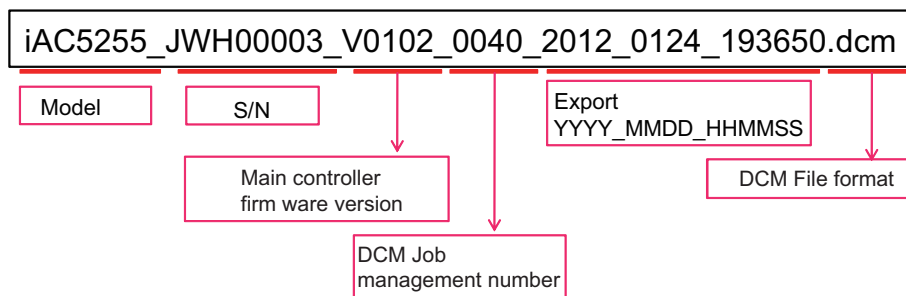 iAC5255_JWH00003_V0102_0040_2012_0124_193650.dcm
Model
S/N
Export
YYYY_MMDD_HHMMSS
Main controller
firm ware version
DCM File format
DCM Job
management number